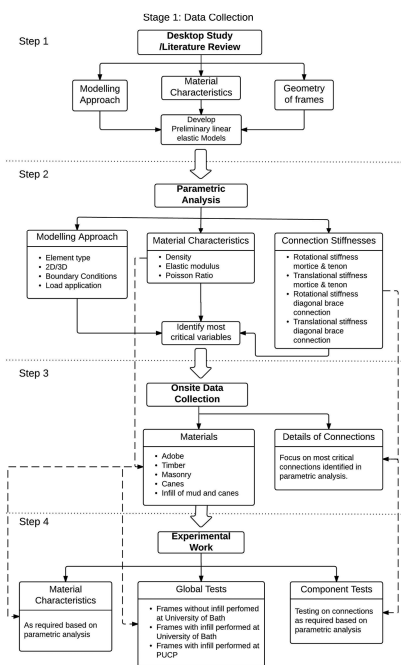 Stage 1: Data Collection
Step 1
Desktop Study
/Literature Review
Modelling
Approach
Material
Characteristics
Geometry
of frames
Develop
Preliminary linear
elastic Models
Step 2
Parametric
Analysis
Modelling Approach
• Element type
• 2D/3D
• Boundary Conditions
• Load application
Material Characteristics
• Density
• Elastic modulus
• Poisson Ratio
Connection Stiffnesses
• Rotational stiffness
mortice & tenon
• Translational stiffness
mortice & tenon
• Rotational stiffness
diagonal brace
connection
• Translational stiffness
diagonal brace
connection
Identify most
critical variables
Step 3
Onsite Data
Collection
Materials
• Adobe
• Timber
• Masonry
• Canes
• Infill of mud and canes
Details of Connections
Focus on most critical
connections identified in
parametric analysis.
Step 4
Experimental
Work
Material
Characteristics
As required based on
parametric analysis
Global Tests
• Frames without infill perfomed
at University of Bath
• Frames with infill performed at
University of Bath
• Frames with infill performed at
PUCP
Component Tests
Testing on connections
as required based on
parametric analysis